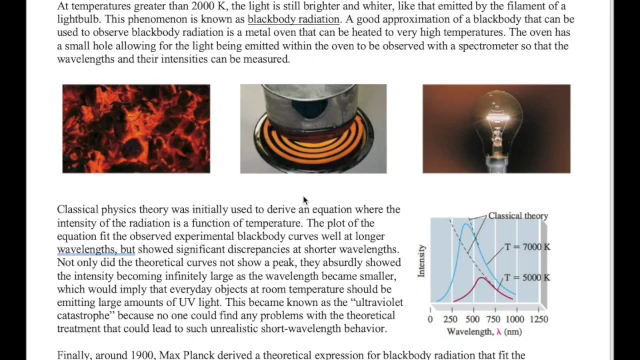 At temperatures greater than 2000 K, the light is still brighter and whiter, like that emitted by the filament of a
lightbulb. This phenomenon is known as blackbody radiation. A good approximation of a blackbody that can be
used to observe blackbody radiation is a metal oven that can be heated to very high temperatures. The oven has
a small hole allowing for the light being emitted within the oven to be observed with a spectrometer so that the
wavelengths and their intensities can be measured.
Classical physics theory was initially used to derive an equation where the
intensity of the radiation is a function of temperature. The plot of the
equation fit the observed experimental blackbody curves well at longer
wavelengths, but showed significant discrepancies at shorter wavelengths.
Not only did the theoretical curves not show a peak, they absurdly showed
the intensity becoming infinitely large as the wavelength became smaller,
which would imply that everyday objects at room temperature should be
emitting large amounts of UV light. This became known as the "ultraviolet
catastrophe" because no one could find any problems with the theoretical
treatment that could lead to such unrealistic short-wavelength behavior.
Classical theory
T = 7000 K
T = 5000 K
Intensity
0 250 500 750 1000 1250
Wavelength, λ (nm)
Finally, around 1900, Max Planck derived a theoretical expression for blackbody radiation that fit the